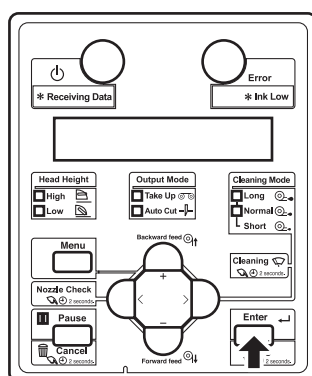 Error
* Receiving Data
* Ink Low
Head Height
High
Low
Output Mode
Take Up
Auto Cut
Cleaning Mode
Long
Normal
Short
Menu
Backward feed
Cleaning
2 seconds.
Nozzle Check
2 seconds.
+
< >
−
Pause
Cancel
2 seconds.
Forward feed
Enter
2 seconds.